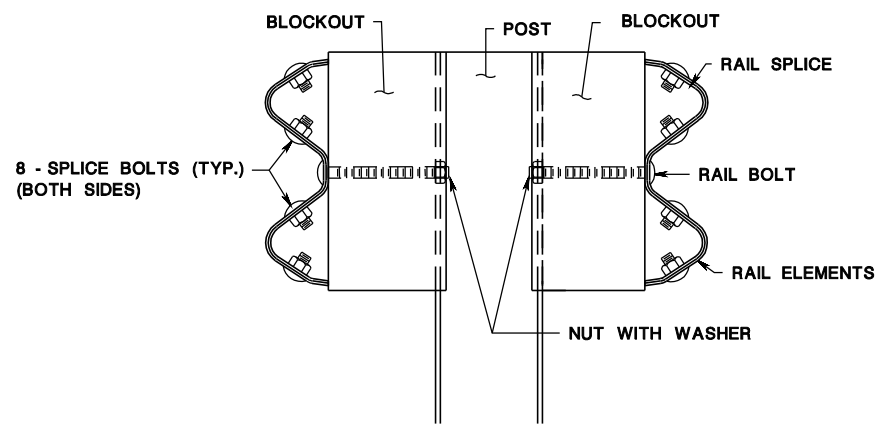 BLOCKOUT
POST
BLOCKOUT
RAIL SPLICE
8 - SPLICE BOLTS (TYP.)
(BOTH SIDES)
RAIL BOLT
RAIL ELEMENTS
NUT WITH WASHER